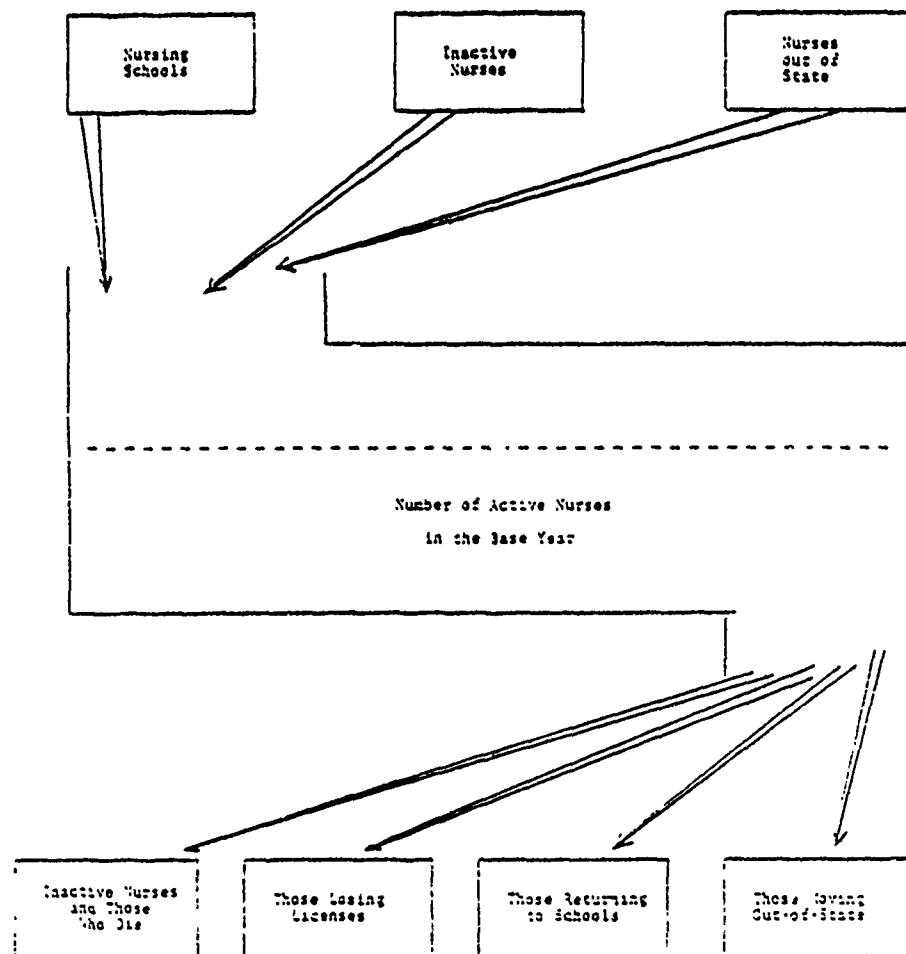 Nursing
Schools
Inactive
Nurses
Nurses
out of
State
Number of Active Nurses
in the Base Year
Inactive Nurses
and Those
Who Die
Those Losing
Licenses
Those Returning
to Schools
Those Moving
Out-of-State